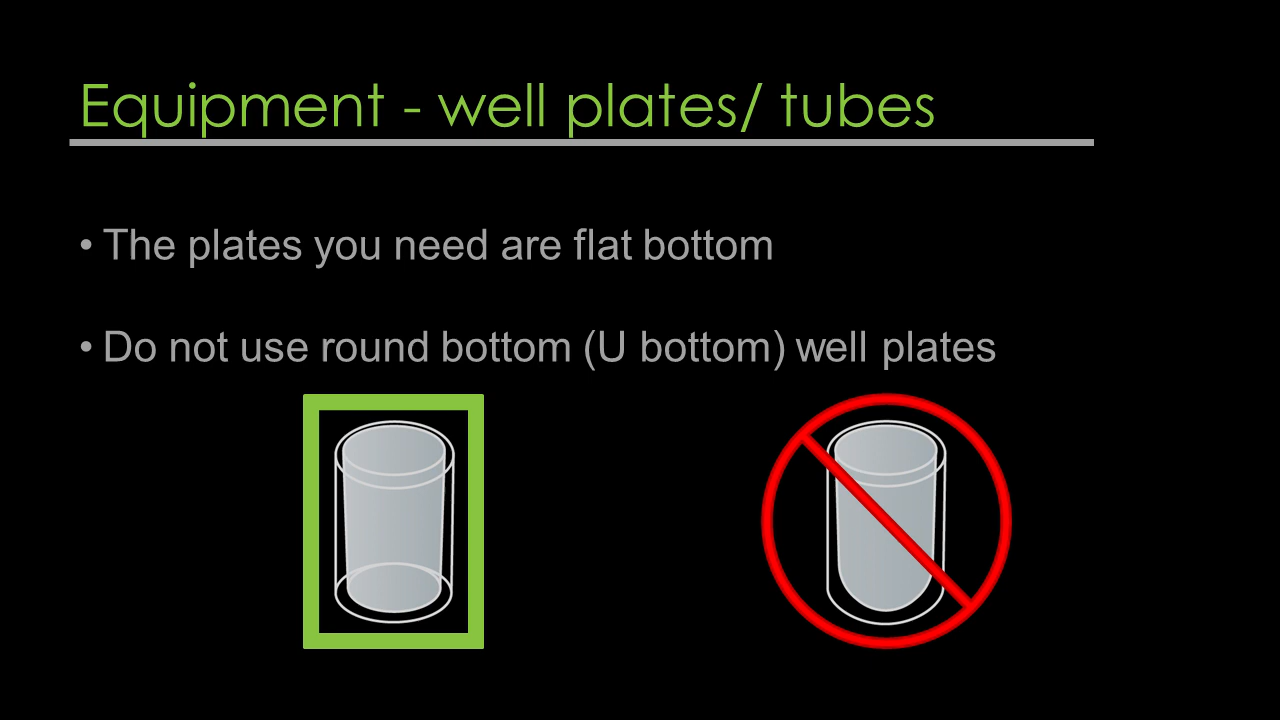 Equipment - well plates/ tubes
• The plates you need are flat bottom
• Do not use round bottom (U bottom) well plates